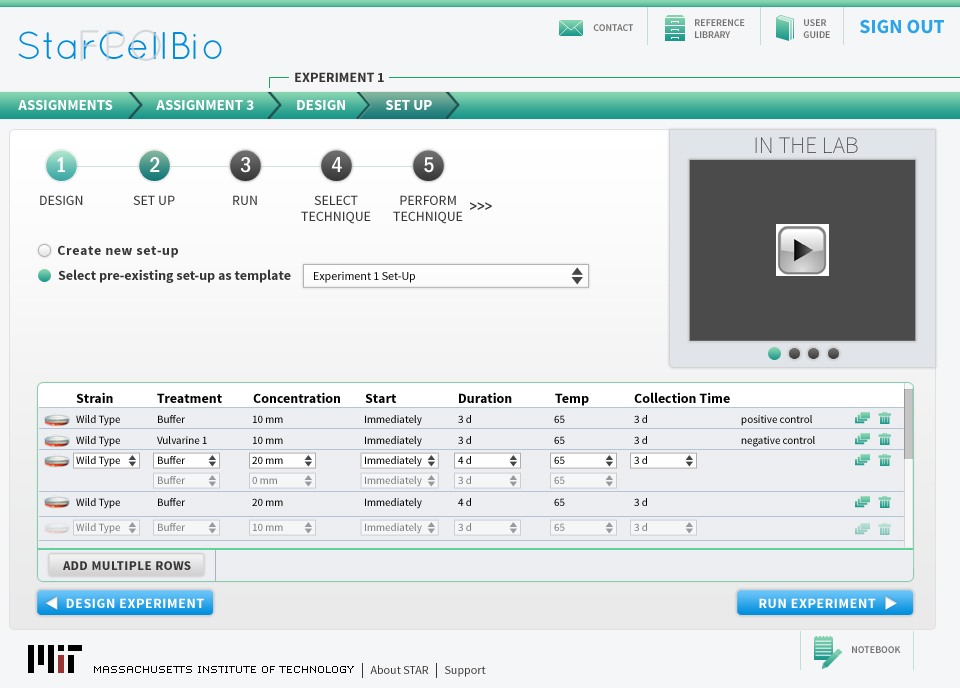 CONTACT
REFERENCE
LIBRARY
USER
GUIDE
SIGN OUT
FPO
StarCellBio
EXPERIMENT 1
ASSIGNMENTS
ASSIGNMENT 3
DESIGN
SET UP
IN THE LAB
1
2
3
4
5
DESIGN
SET UP
RUN
SELECT
TECHNIQUE
PERFORM
TECHNIQUE
>>>
Create new set-up
Select pre-existing set-up as template
Experiment 1 Set-Up
Strain Treatment Concentration Start Duration Temp Collection Time
Wild Type Buffer 10 mm Immediately 3 d 65 3 d positive control
Wild Type Vulvarine 1 10 mm Immediately 3 d 65 3 d negative control
Wild Type Buffer 20 mm Immediately 4 d 65 3 d
Buffer 0 mm Immediately 3 d 65
Wild Type Buffer 20 mm Immediately 4 d 65 3 d
Wild Type Buffer 10 mm Immediately 3 d 65 3 d
ADD MULTIPLE ROWS
DESIGN EXPERIMENT
RUN EXPERIMENT
MIT
MASSACHUSETTS INSTITUTE OF TECHNOLOGY
About STAR
Support
NOTEBOOK